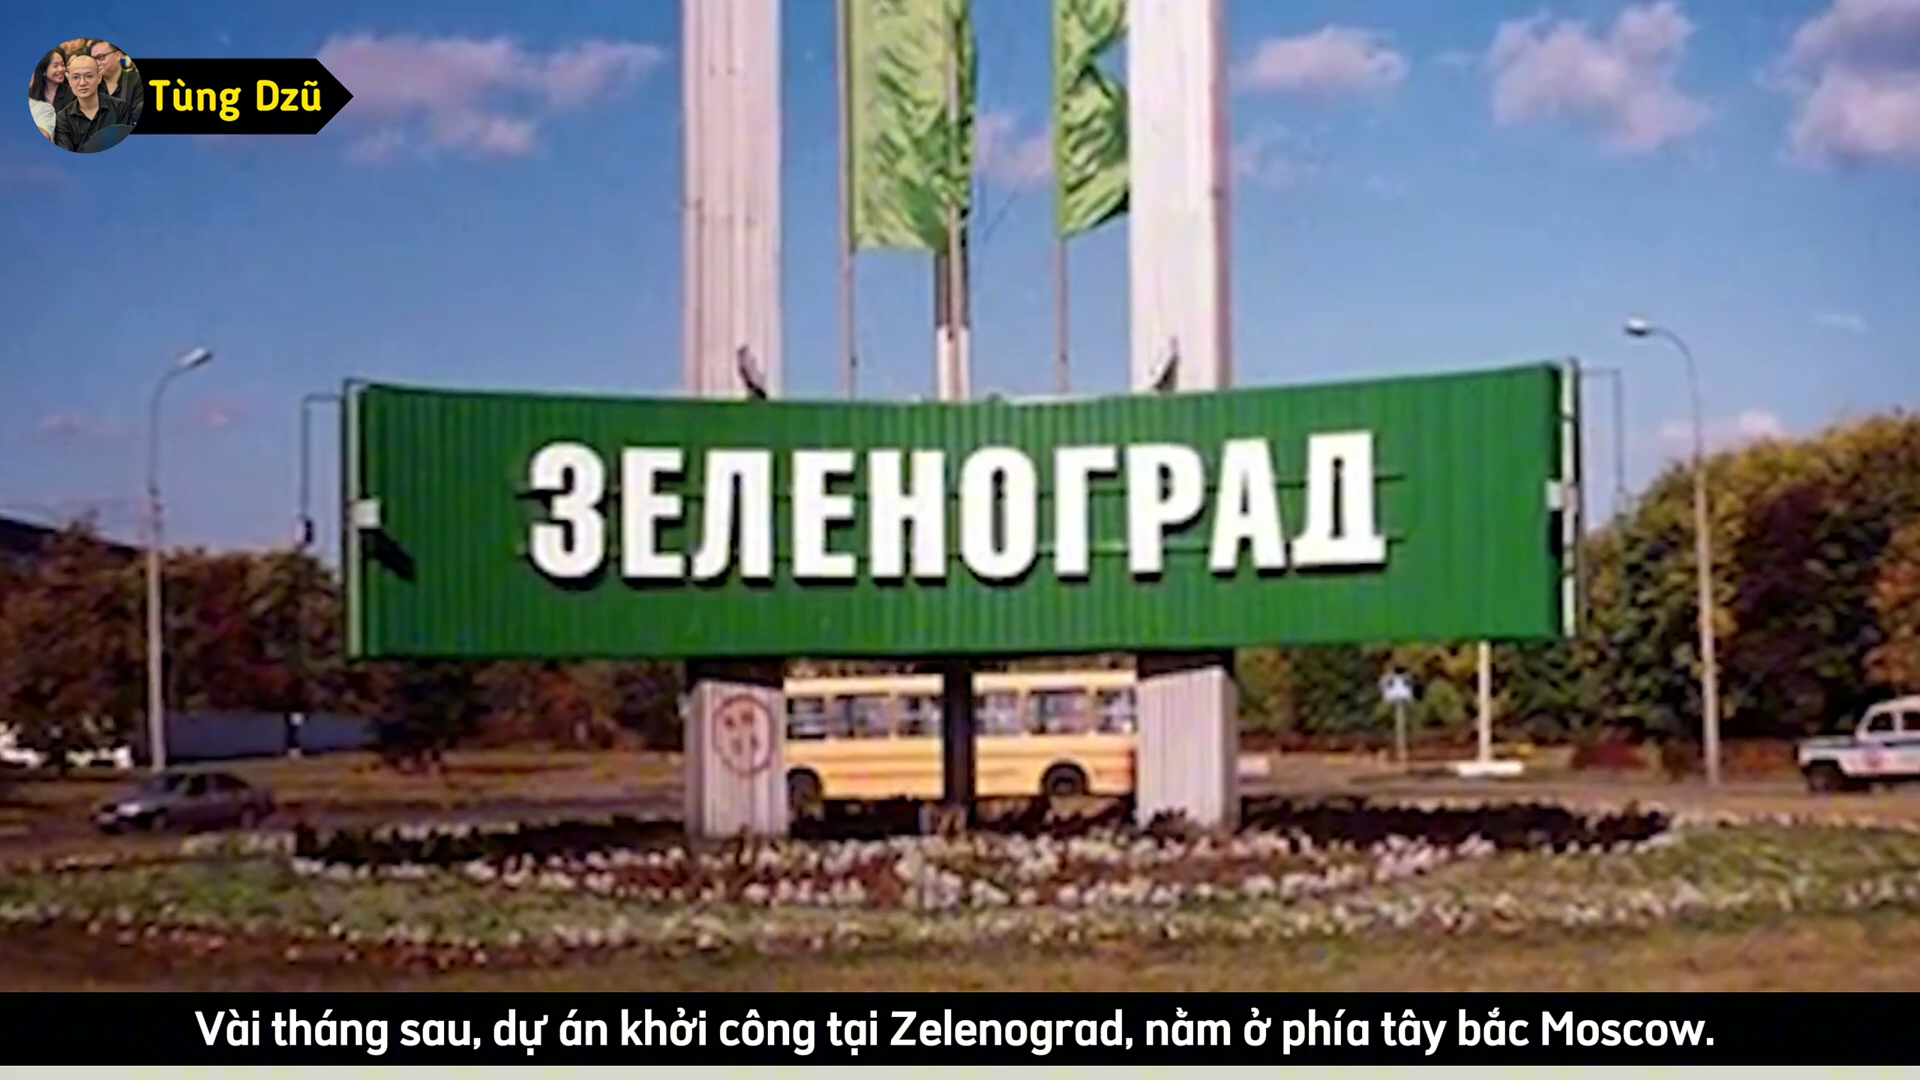 Tùng Dzũ
ЗЕЛЕНОГРАД
Vài tháng sau, dự án khởi công tại Zelenograd, nằm ở phía tây bắc Moscow.